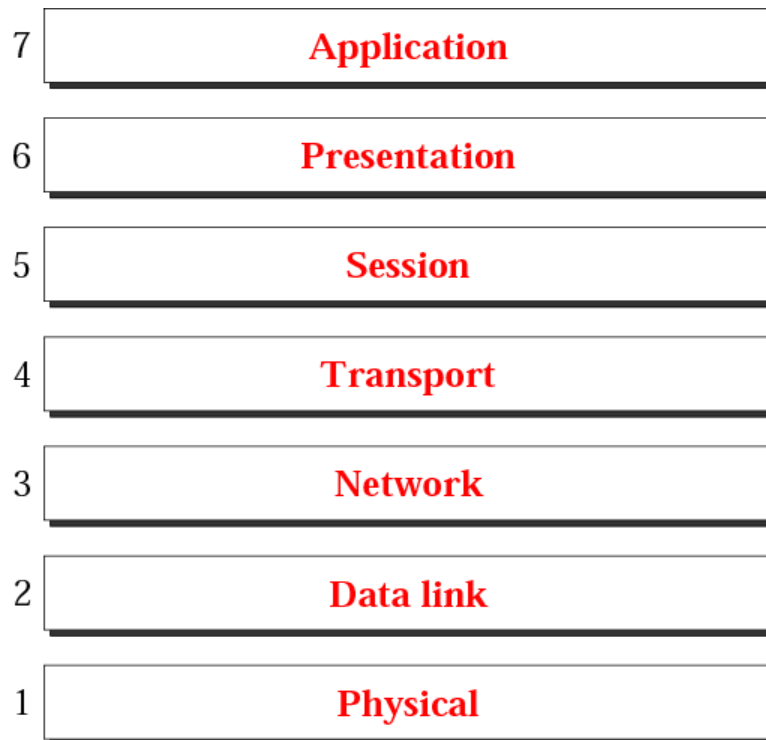 7 Application
6 Presentation
5 Session
4 Transport
3 Network
2 Data link
1 Physical